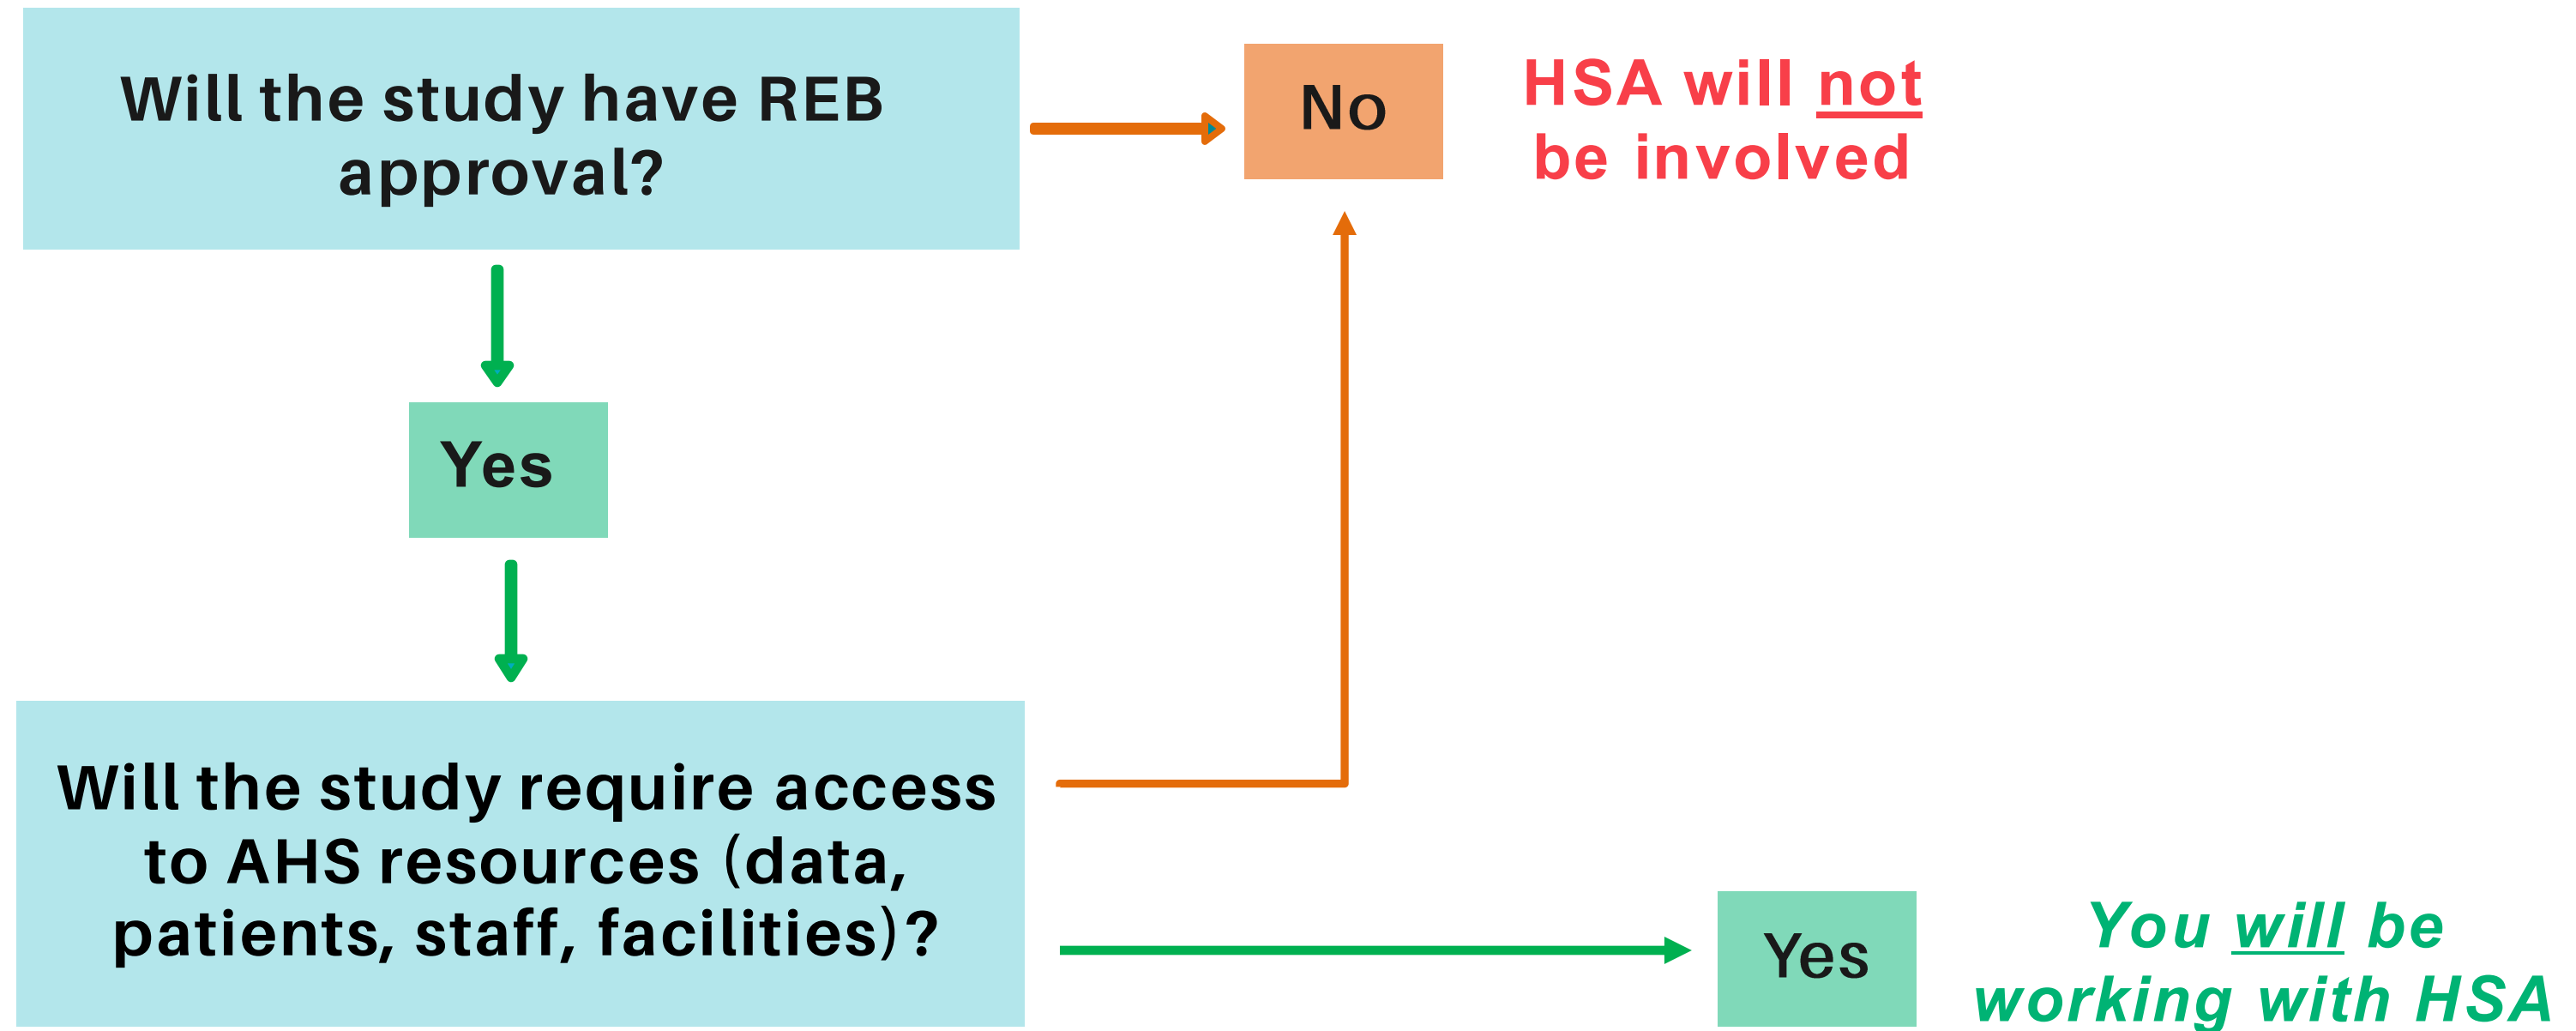 Will the study have REB
approval?
No
HSA will not
be involved
Yes
Will the study require access
to AHS resources (data,
patients, staff, facilities)?
Yes
You will be
working with HSA